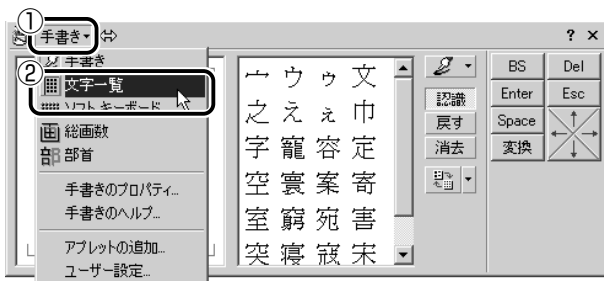 ①
手書き
? ×
②
手書き
文字一覧
ソフトキーボード
総画数
部首
手書きのプロパティ...
手書きのヘルプ...
アプレットの追加...
ユーザー設定...
亠 ウ ゥ 文
之 え ぇ 巾
字 寵 容 定
空 寰 案 寄
室 窮 宛 害
突 寝 寇 宋
認識
戻す
消去
BS Del
Enter Esc
Space
変換